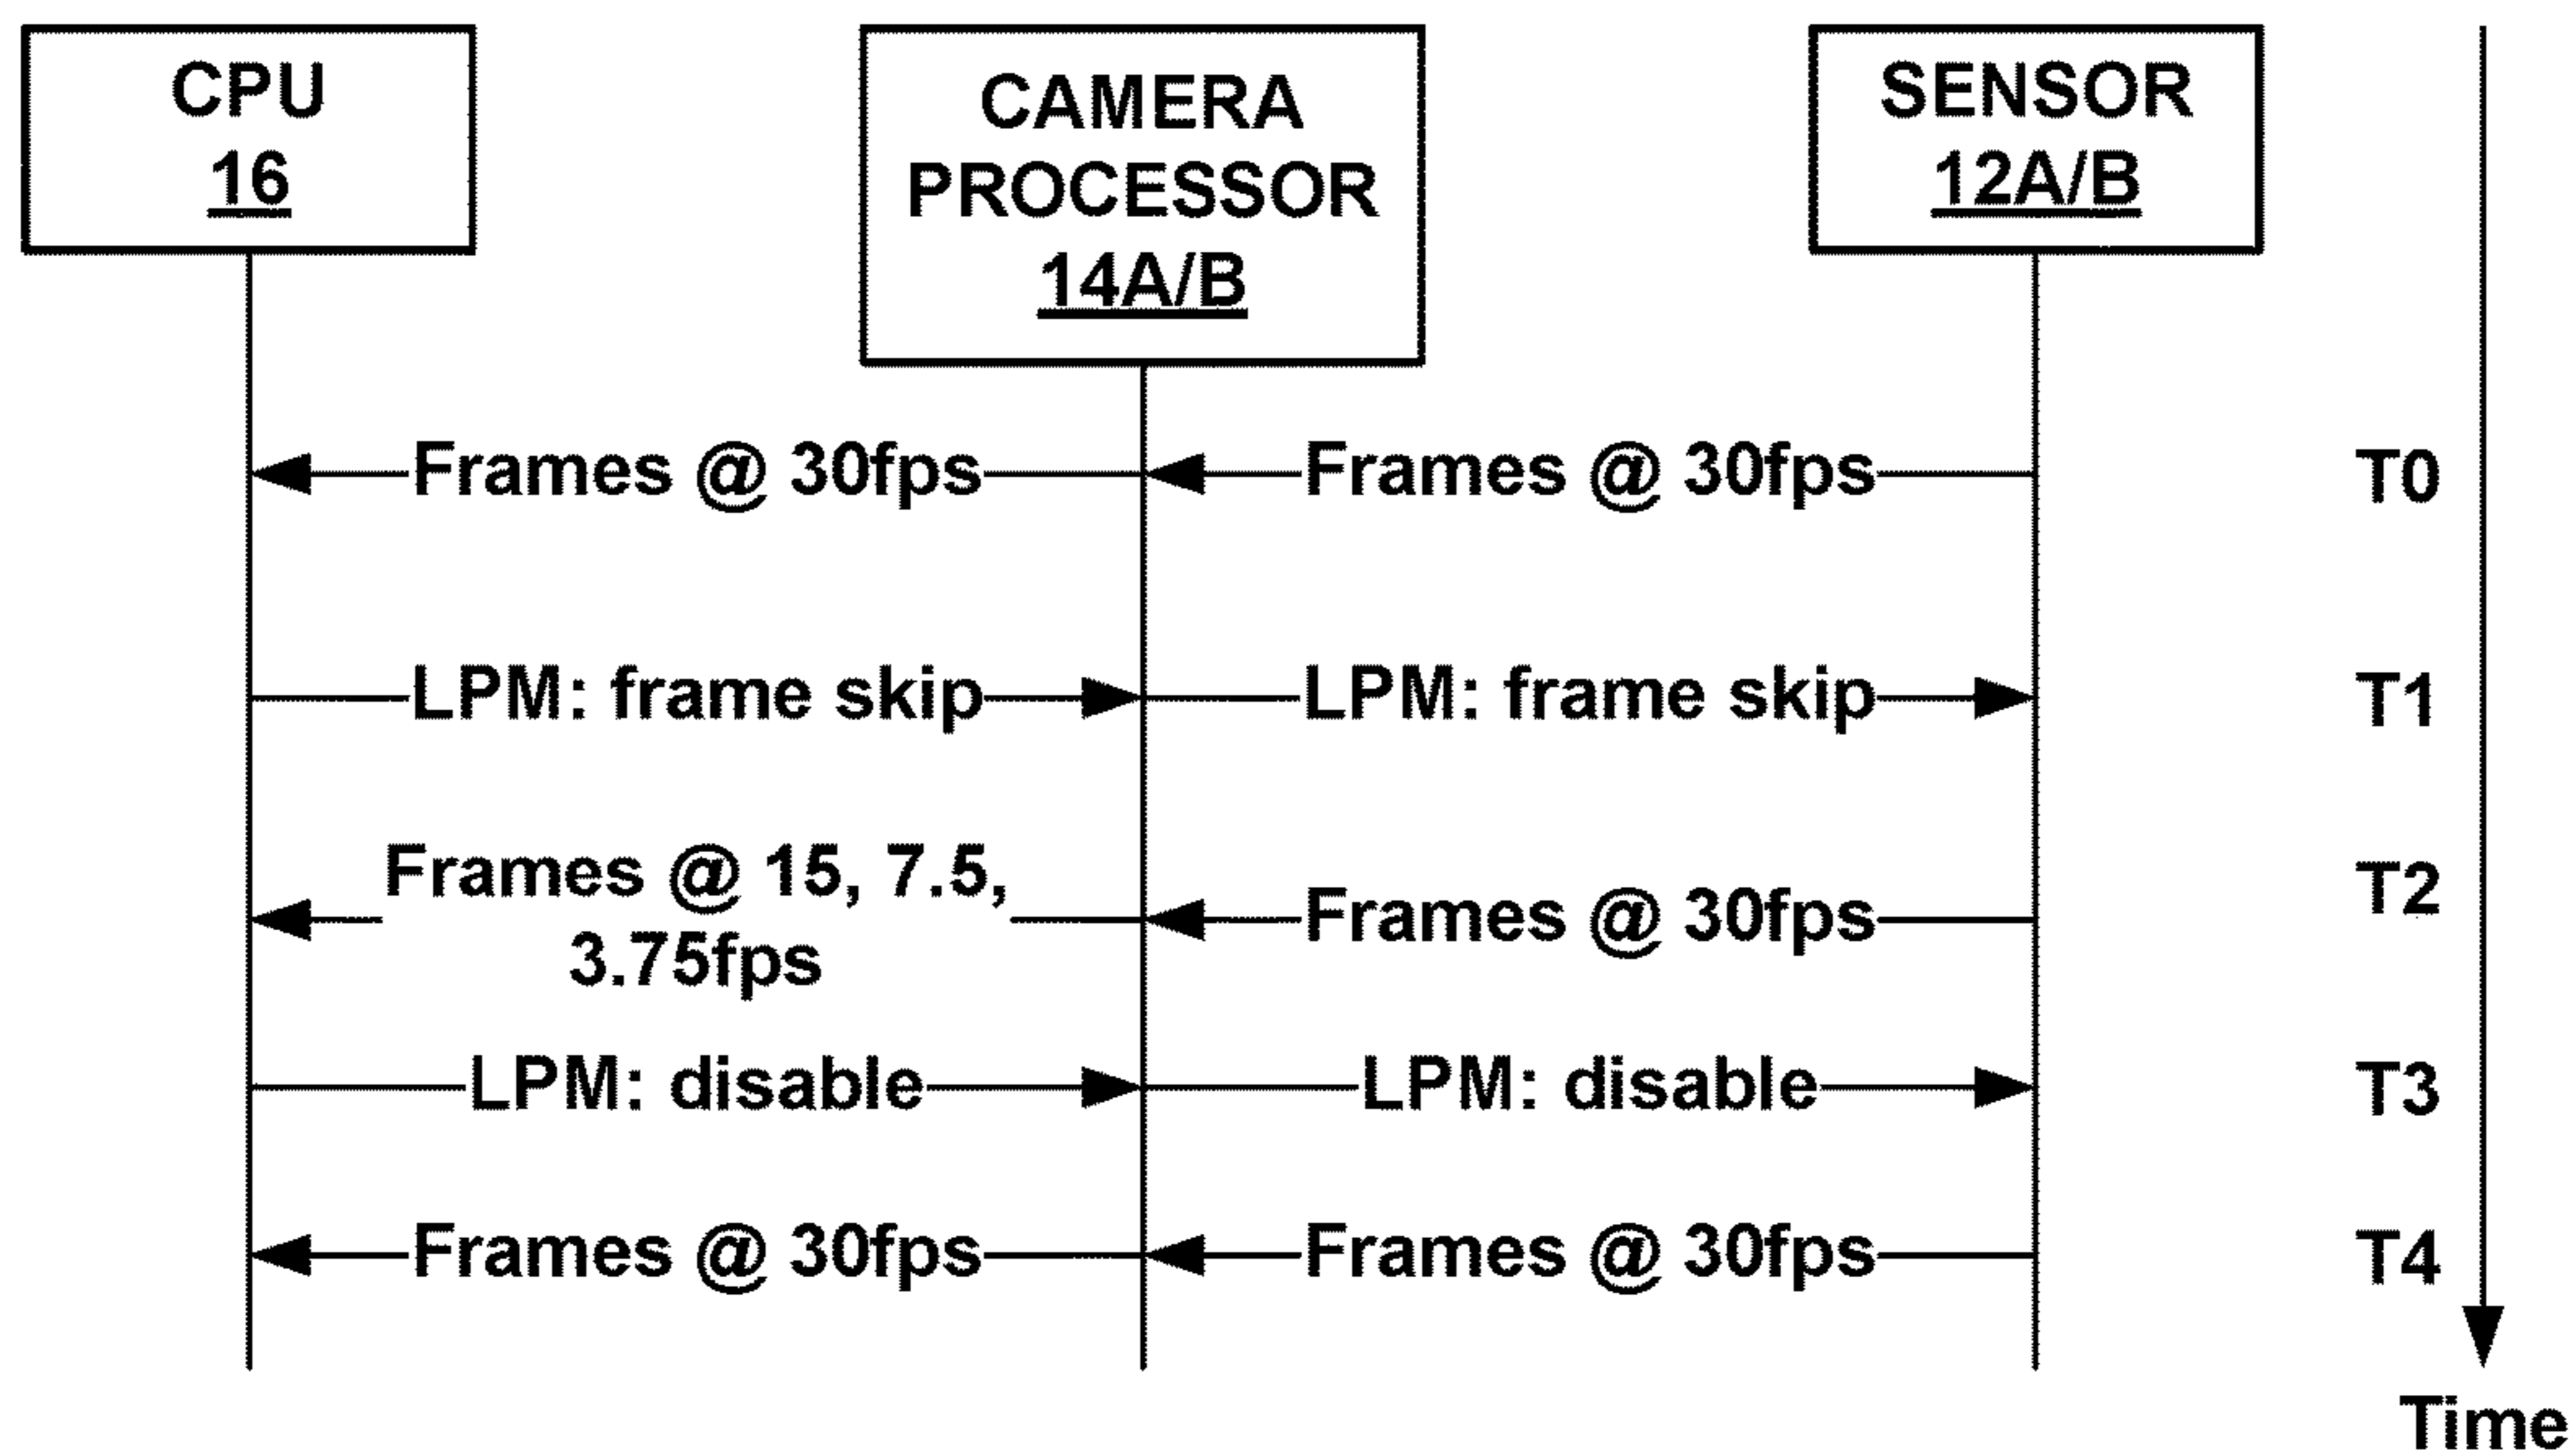 CPU
16
CAMERA
PROCESSOR
14A/B
SENSOR
12A/B
Frames @ 30fps
Frames @ 30fps
T0
LPM: frame skip
LPM: frame skip
T1
Frames @ 15, 7.5,
3.75fps
Frames @ 30fps
T2
LPM: disable
LPM: disable
T3
Frames @ 30fps
Frames @ 30fps
T4
Time